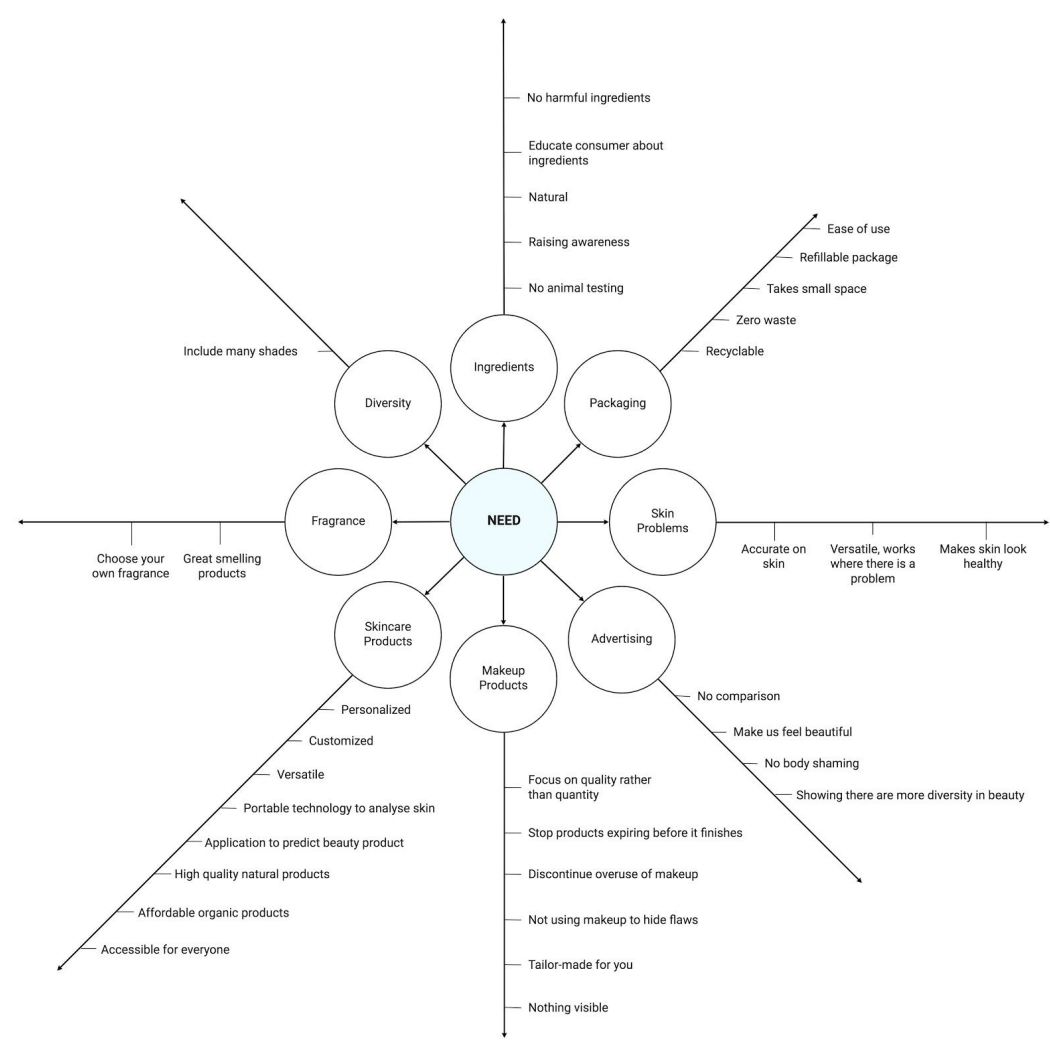 No harmful ingredients
Educate consumer about
ingredients
Natural
Raising awareness
No animal testing
Ingredients
Ease of use
Refillable package
Takes small space
Zero waste
Recyclable
Packaging
Include many shades
Diversity
Fragrance
Great smelling
products
Choose your
own fragrance
NEED
Skin
Problems
Accurate on
skin
Versatile, works
where there is a
problem
Makes skin look
healthy
Skincare
Products
Personalized
Customized
Versatile
Portable technology to analyse skin
Application to predict beauty product
High quality natural products
Affordable organic products
Accessible for everyone
Makeup
Products
Focus on quality rather
than quantity
Stop products expiring before it finishes
Discontinue overuse of makeup
Not using makeup to hide flaws
Tailor-made for you
Nothing visible
Advertising
No comparison
Make us feel beautiful
No body shaming
Showing there are more diversity in beauty